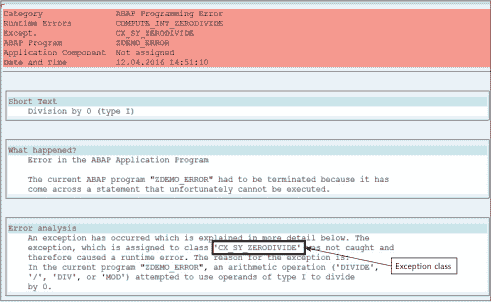 Category ABAP Programming Error
Runtime Errors COMPUTE_INT_ZERODIVIDE
Except. CX_SY_ZERODIVIDE
ABAP Program ZDEMO_ERROR
Application Component Not assigned
Date and Time 12.04.2016 14:51:10
Short Text
Division by 0 (type I)
What happened?
Error in the ABAP Application Program
The current ABAP program "ZDEMO_ERROR" had to be terminated because it has
come across a statement that unfortunately cannot be executed.
Error analysis
An exception has occurred which is explained in more detail below. The
exception, which is assigned to class 'CX_SY_ZERODIVIDE' was not caught and
therefore caused a runtime error. The reason for the exception is:
In the current program "ZDEMO_ERROR", an arithmetic operation ('DIVIDE',
'/', 'DIV', or 'MOD') attempted to use operands of type I to divide
by 0.
Exception class